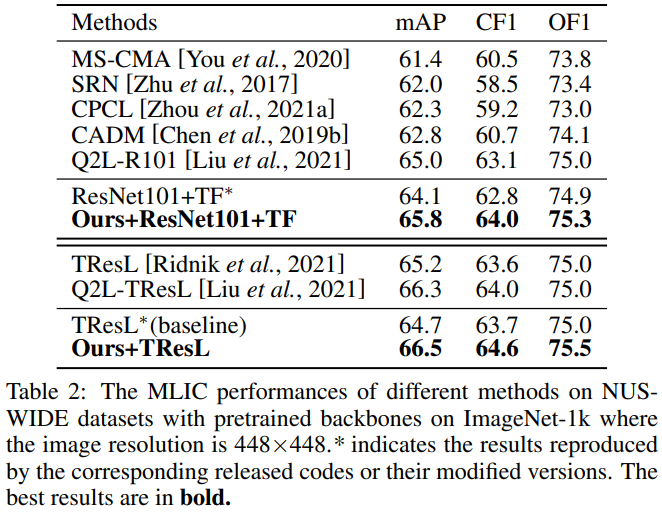 Methods mAP CF1 OF1
MS-CMA [You et al., 2020] 61.4 60.5 73.8
SRN [Zhu et al., 2017] 62.0 58.5 73.4
CPCL [Zhou et al., 2021a] 62.3 59.2 73.0
CADM [Chen et al., 2019b] 62.8 60.7 74.1
Q2L-R101 [Liu et al., 2021] 65.0 63.1 75.0
ResNet101+TF* 64.1 62.8 74.9
Ours+ResNet101+TF 65.8 64.0 75.3
TResL [Ridnik et al., 2021] 65.2 63.6 75.0
Q2L-TResL [Liu et al., 2021] 66.3 64.0 75.0
TResL*(baseline) 64.7 63.7 75.0
Ours+TResL 66.5 64.6 75.5
Table 2: The MLIC performances of different methods on NUS-
WIDE datasets with pretrained backbones on ImageNet-1k where
the image resolution is 448×448.* indicates the results reproduced
by the corresponding released codes or their modified versions. The
best results are in bold.